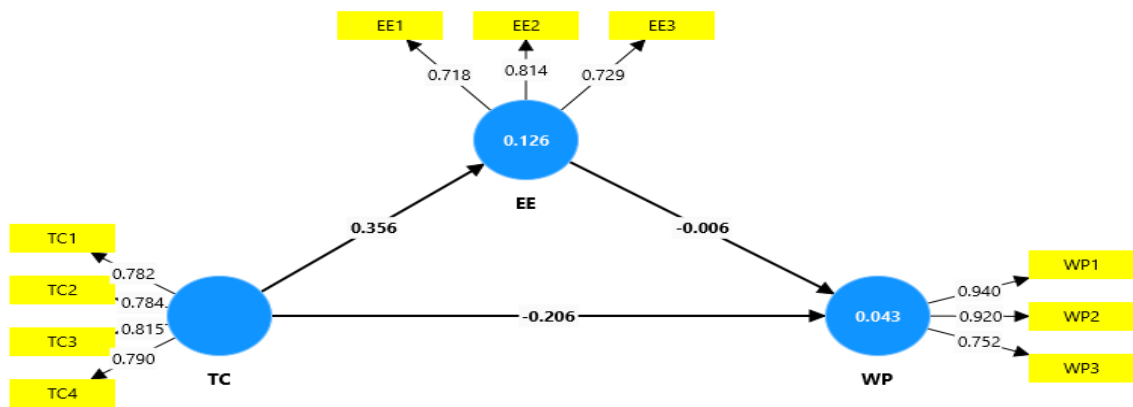 EE1
EE2
EE3
0.718
0.814
0.729
0.126
EE
0.356
-0.006
TC1
TC2
TC3
TC4
0.782
0.784
0.815
0.790
TC
-0.206
0.043
WP
0.940
0.920
0.752
WP1
WP2
WP3